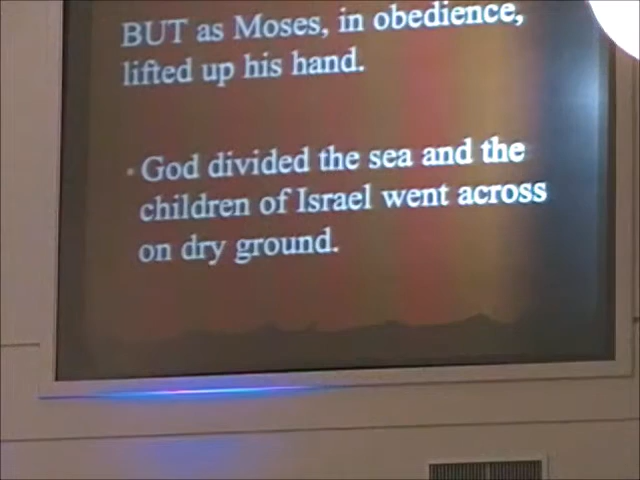 BUT as Moses, in obedience,
lifted up his hand.
• God divided the sea and the
children of Israel went across
on dry ground.